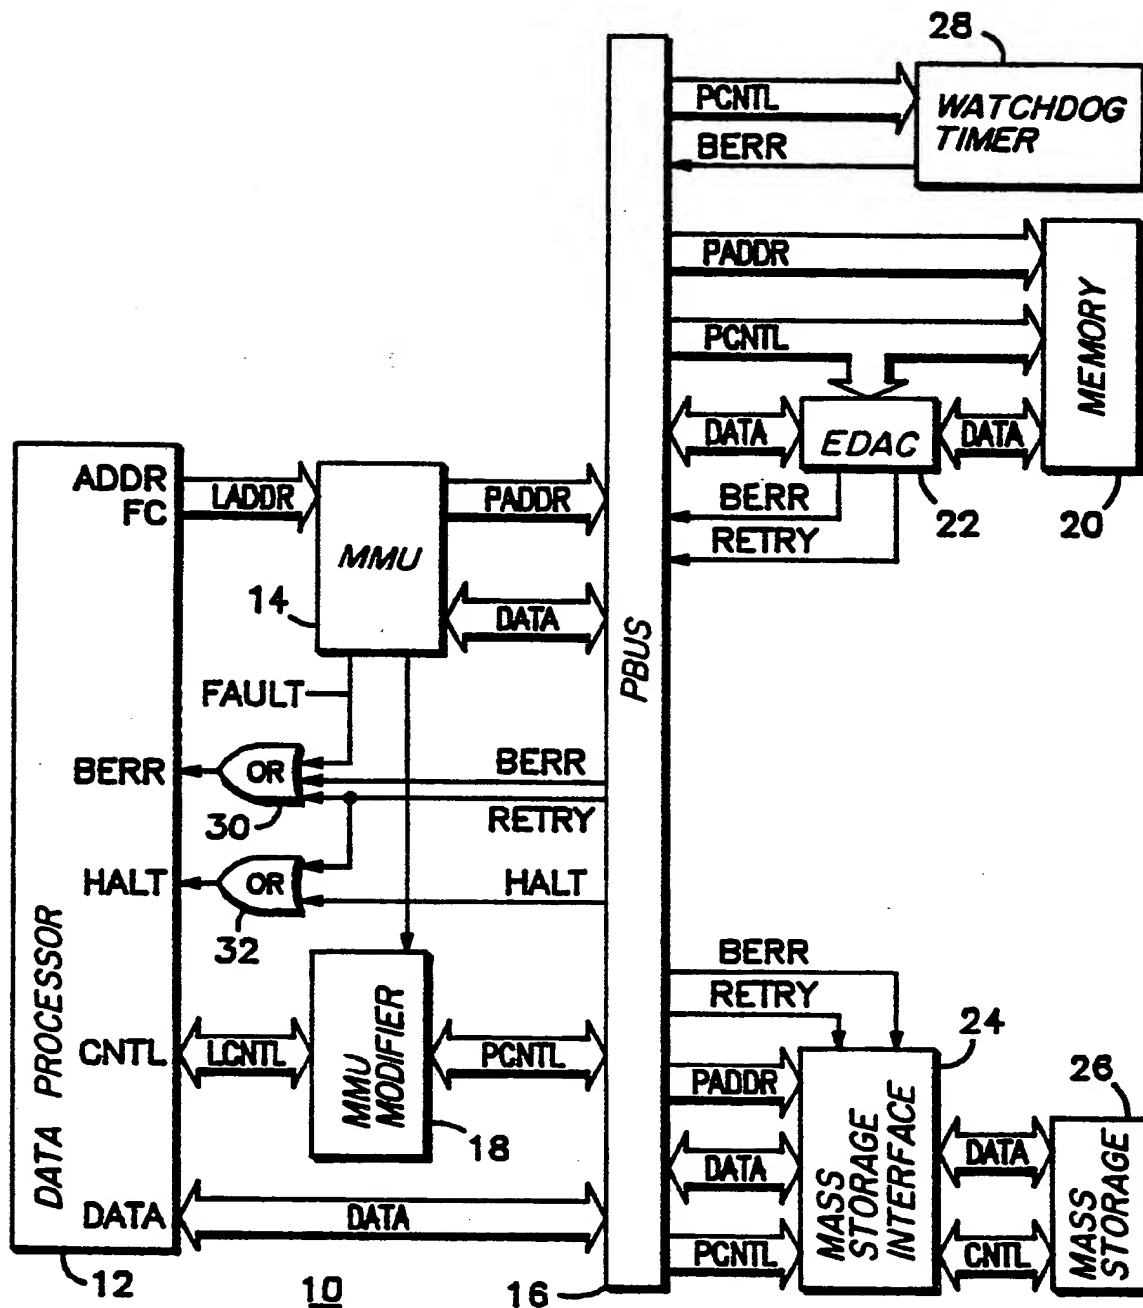 28
PCNTL
WATCHDOG
TIMER
BERR
PADDR
PCNTL
MEMORY
DATA
EDAC
DATA
ADDR
FC
LADDR
PADDR
BERR
22
20
MMU
RETRY
14
DATA
PBUS
FAULT
BERR
OR
BERR
30
RETRY
HALT
OR
HALT
32
BERR
RETRY
24
DATA PROCESSOR
CNTL
LCNTL
MMU
MODIFIER
PCNTL
PADDR
26
18
MASS
STORAGE
INTERFACE
DATA
DATA
MASS
STORAGE
DATA
DATA
PCNTL
CNTL
12
10
16